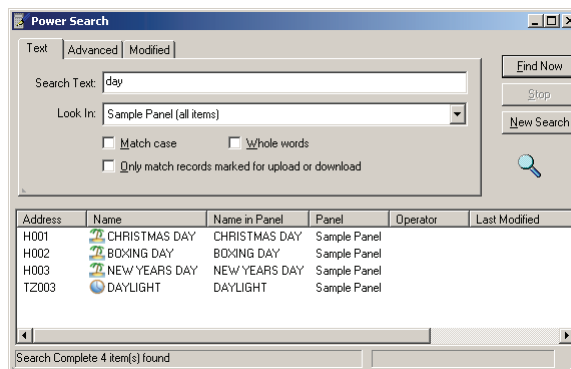 Power Search
Text Advanced Modified
Find Now
Search Text: day
Stop
Look In: Sample Panel (all items)
New Search
Match case Whole words
Only match records marked for upload or download
Address Name Name in Panel Panel Operator Last Modified
H001 CHRISTMAS DAY CHRISTMAS DAY Sample Panel
H002 BOXING DAY BOXING DAY Sample Panel
H003 NEW YEARS DAY NEW YEARS DAY Sample Panel
TZ003 DAYLIGHT DAYLIGHT Sample Panel
Search Complete 4 item(s) found